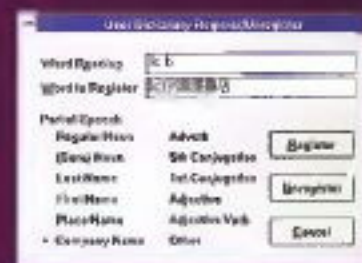 User Dictionary Register/Unregister
Word Reading
Word to Register
Part of Speech
Regular Noun Adverb
(Sans) Noun 5th Conjugation
Last Name 1st Conjugation
First Name Adjective
Place Name Adjective Verb
Company Name Other
Register
Unregister
Cancel